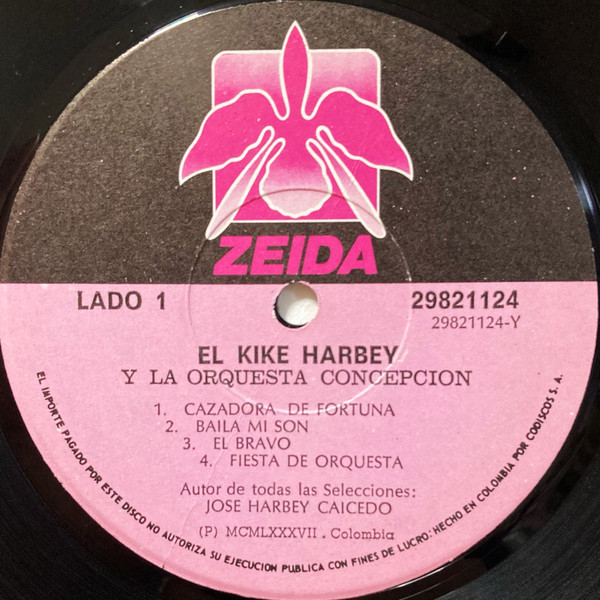 ZEIDA
LADO 1
29821124
29821124-Y
EL KIKE HARBEY
Y LA ORQUESTA CONCEPCION
1. CAZADORA DE FORTUNA
2. BAILA MI SON
3. EL BRAVO
4. FIESTA DE ORQUESTA
Autor de todas las Selecciones:
JOSE HARBEY CAICEDO
(P) MCMLXXXVII . Colombia
EL IMPORTE PAGADO POR ESTE DISCO NO AUTORIZA SU EJECUCION PUBLICA CON FINES DE LUCRO: HECHO EN COLOMBIA POR CODISCOS S. A.